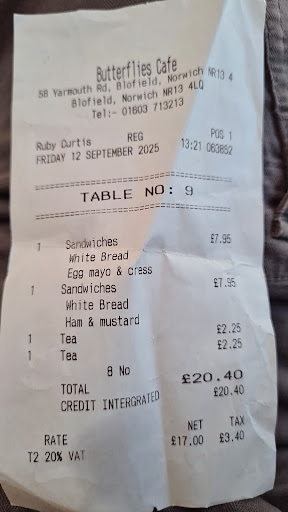 Butterflies Cafe
58 Yarmouth Rd, Blofield, Norwich NR13 4
Blofield, Norwich NR13 4LQ
Tel:- 01603 713213
Ruby Curtis REG POS 1
FRIDAY 12 SEPTEMBER 2025 13:21 063852
TABLE NO: 9
1 Sandwiches £7.95
White Bread
Egg mayo & cress
1 Sandwiches £7.95
White Bread
Ham & mustard
1 Tea £2.25
1 Tea £2.25
8 No
TOTAL £20.40
CREDIT INTERGRATED £20.40
RATE NET TAX
T2 20% VAT £17.00 £3.40